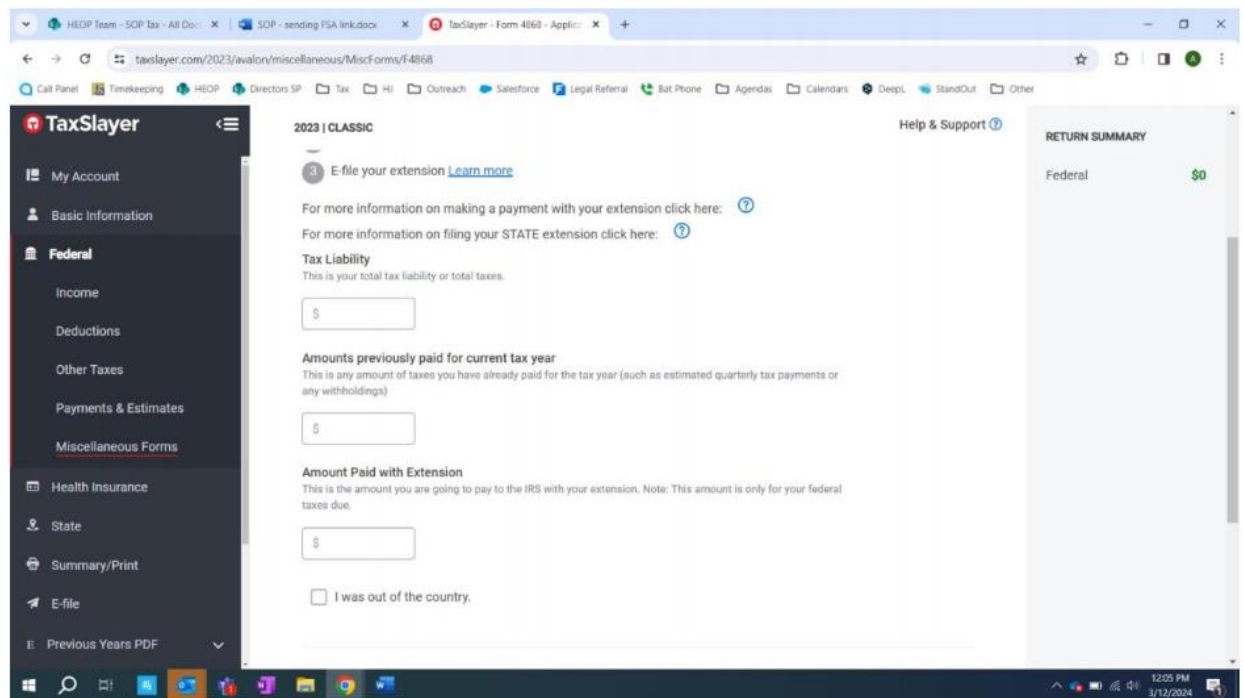 HEOP Team - SOP Tax - All Doc
SOP - sending FSA link.docx
TaxSlayer - Form 4868 - Applic
taxslayer.com/2023/avalon/miscellaneous/MiscForms/F4868
A
Call Panel
Timekeeping
HEOP
Directors SP
Tax
HJ
Outreach
Salesforce
Legal Referral
Bat Phone
Agendas
Calendars
DeepL
StandOut
Other
TaxSlayer
My Account
Basic Information
Federal
Income
Deductions
Other Taxes
Payments & Estimates
Miscellaneous Forms
Health Insurance
State
Summary/Print
E-file
E Previous Years PDF
2023 | CLASSIC
Help & Support ?
3 E-file your extension Learn more
For more information on making a payment with your extension click here: ?
For more information on filing your STATE extension click here: ?
Tax Liability
This is your total tax liability or total taxes.
$
Amounts previously paid for current tax year
This is any amount of taxes you have already paid for the tax year (such as estimated quarterly tax payments or
any withholdings)
$
Amount Paid with Extension
This is the amount you are going to pay to the IRS with your extension. Note: This amount is only for your federal
taxes due.
$
I was out of the country.
RETURN SUMMARY
Federal $0
12:05 PM
3/12/2024